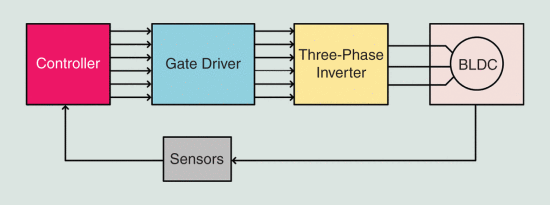 Controller
Gate Driver
Three-Phase
Inverter
BLDC
Sensors